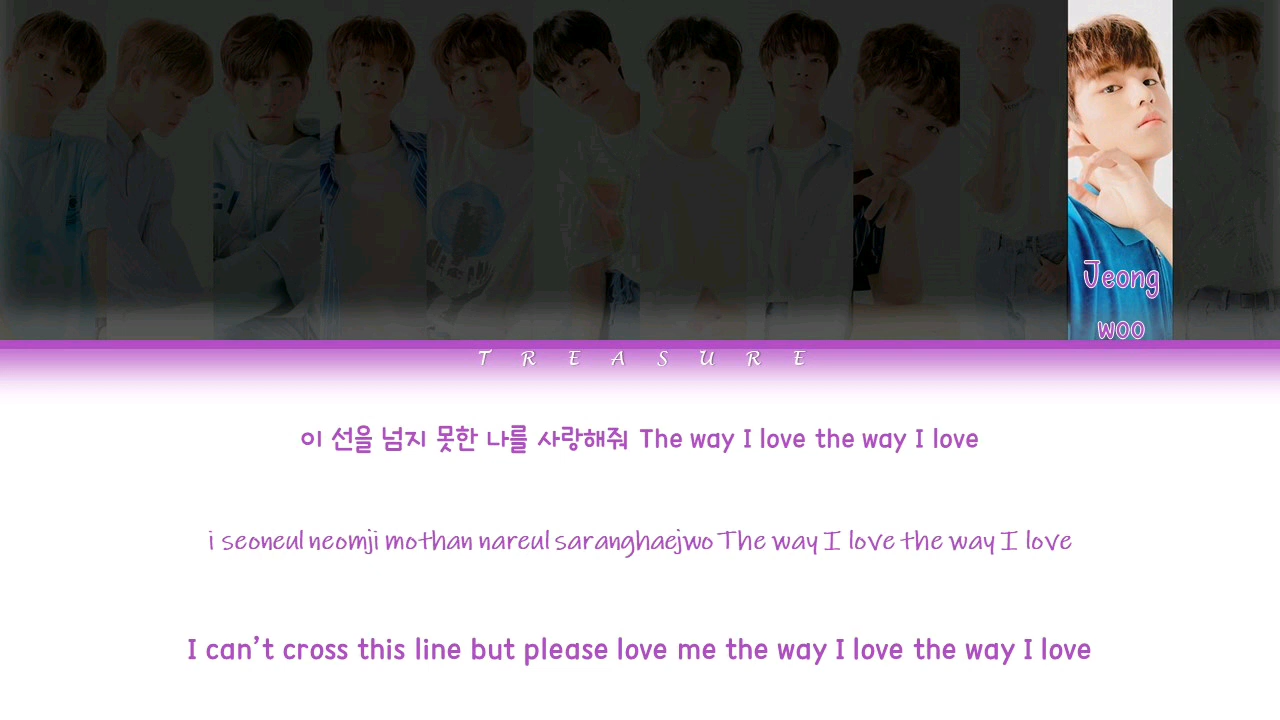 Jeong
woo
TREASURE
이 선을 넘지 못한 나를 사랑해줘 The way I love the way I love
i seoneul neomji mothan nareul saranghaejwo The way I love the way I love
I can't cross this line but please love me the way I love the way I love